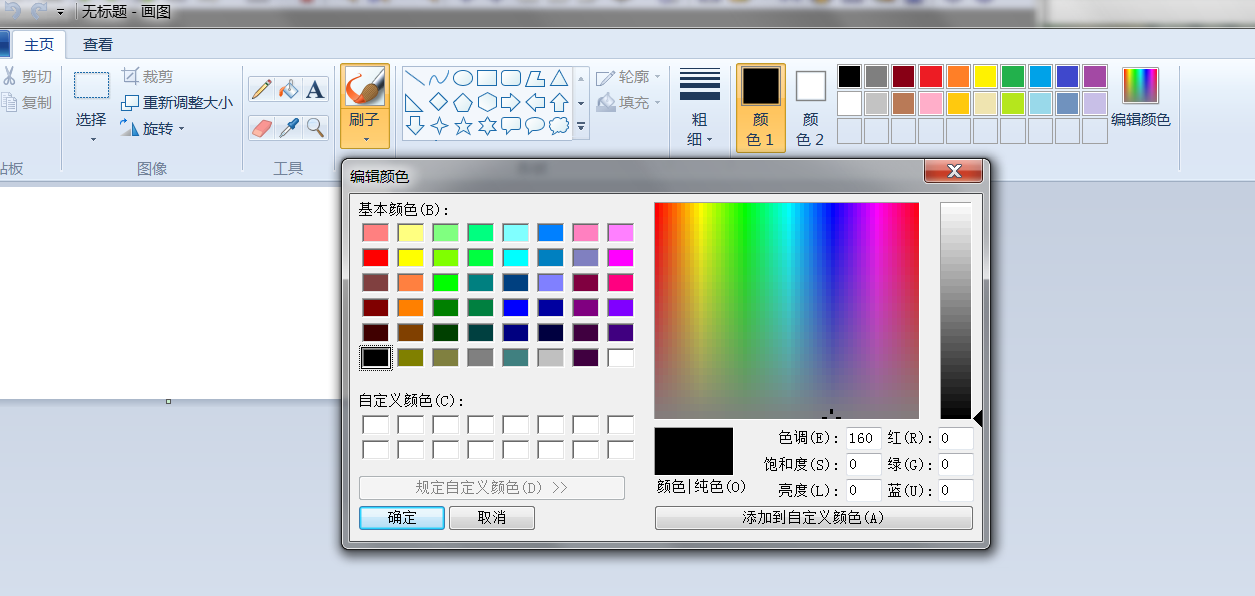 无标题 - 画图
主页 查看
剪切
复制
选择
裁剪
重新调整大小
旋转
A
刷子
轮廓
填充
粗
细
颜
色 1
颜
色 2
编辑颜色
贴板 图像 工具
编辑颜色
基本颜色(B):
自定义颜色(C):
规定自定义颜色(D) >>
确定 取消
颜色|纯色(O)
色调(E): 160 红(R): 0
饱和度(S): 0 绿(G): 0
亮度(L): 0 蓝(U): 0
添加到自定义颜色(A)